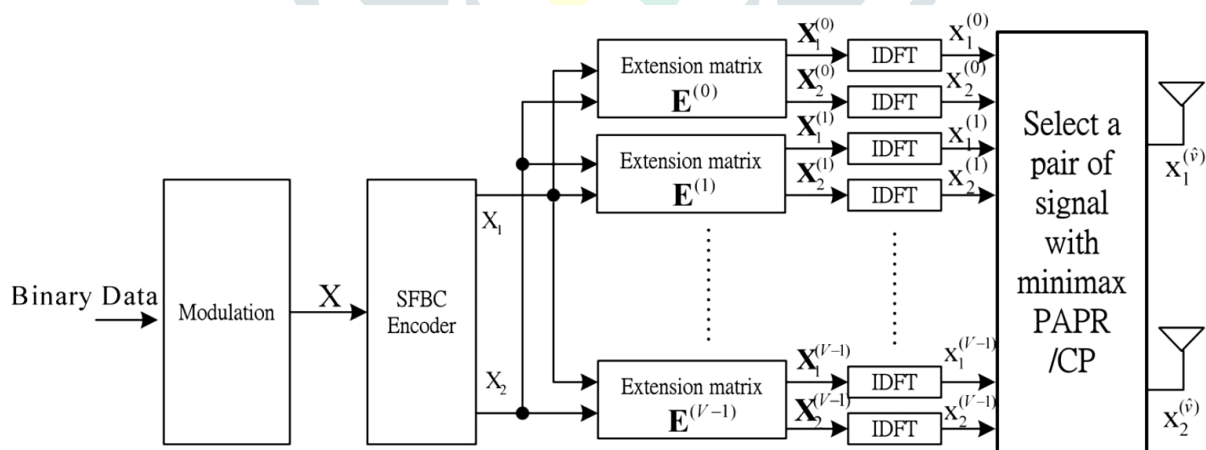 Binary Data
Modulation
X
SFBC
Encoder
X₁
X₂
Extension matrix
E⁽⁰⁾
X₁⁽⁰⁾
IDFT
x₁⁽⁰⁾
X₂⁽⁰⁾
IDFT
x₂⁽⁰⁾
Extension matrix
E⁽¹⁾
X₁⁽¹⁾
IDFT
x₁⁽¹⁾
X₂⁽¹⁾
IDFT
x₂⁽¹⁾
Extension matrix
E⁽ⱽ⁻¹⁾
X₁⁽ⱽ⁻¹⁾
IDFT
x₁⁽ⱽ⁻¹⁾
X₂⁽ⱽ⁻¹⁾
IDFT
x₂⁽ⱽ⁻¹⁾
Select a
pair of
signal
with
minimax
PAPR
/CP
x₁^(v̂)
x₂^(v̂)